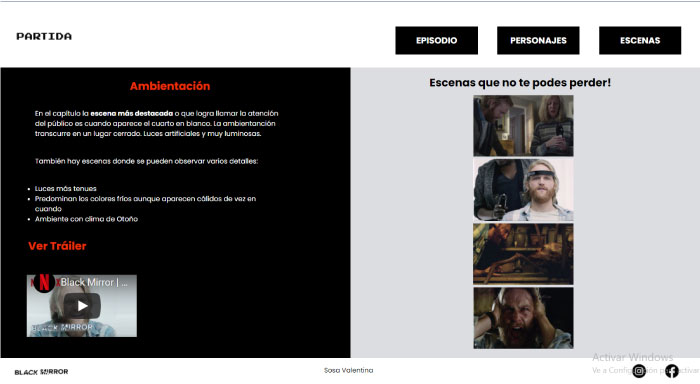 PARTIDA
EPISODIO
PERSONAJES
ESCENAS
Ambientación
En el capítulo la escena más destacada o que logra llamar la atención
del público es cuando aparece el cuarto en blanco. La ambientanción
transcurre en un lugar cerrado. Luces artificiales y muy luminosas.
También hay escenas donde se pueden observar varios detalles:
Luces más tenues
Predominan los colores fríos aunque aparecen cálidos de vez en
cuando
Ambiente con clima de Otoño
Ver Tráiler
N Black Mirror | ...
BLACK MIRROR
Escenas que no te podes perder!
Activar Windows
Ve a Configuración para activar
BLACK MIRROR
Sosa Valentina